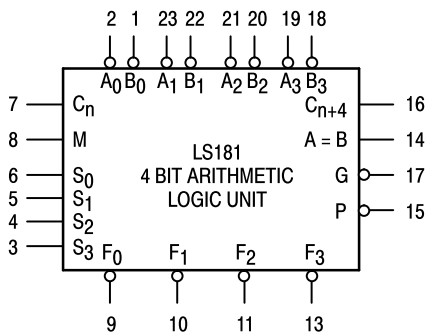 2 1 23 22 21 20 19 18
A0 B0 A1 B1 A2 B2 A3 B3
7 Cn Cn+4 16
8 M A = B 14
LS181
4 BIT ARITHMETIC
LOGIC UNIT
6 S0 G 17
5 S1
4 S2 P 15
3 S3
F0 F1 F2 F3
9 10 11 13